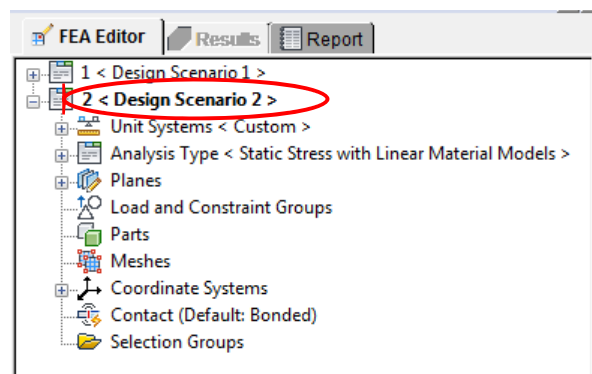 FEA Editor Results Report
1 < Design Scenario 1 >
2 < Design Scenario 2 >
Unit Systems < Custom >
Analysis Type < Static Stress with Linear Material Models >
Planes
Load and Constraint Groups
Parts
Meshes
Coordinate Systems
Contact (Default: Bonded)
Selection Groups